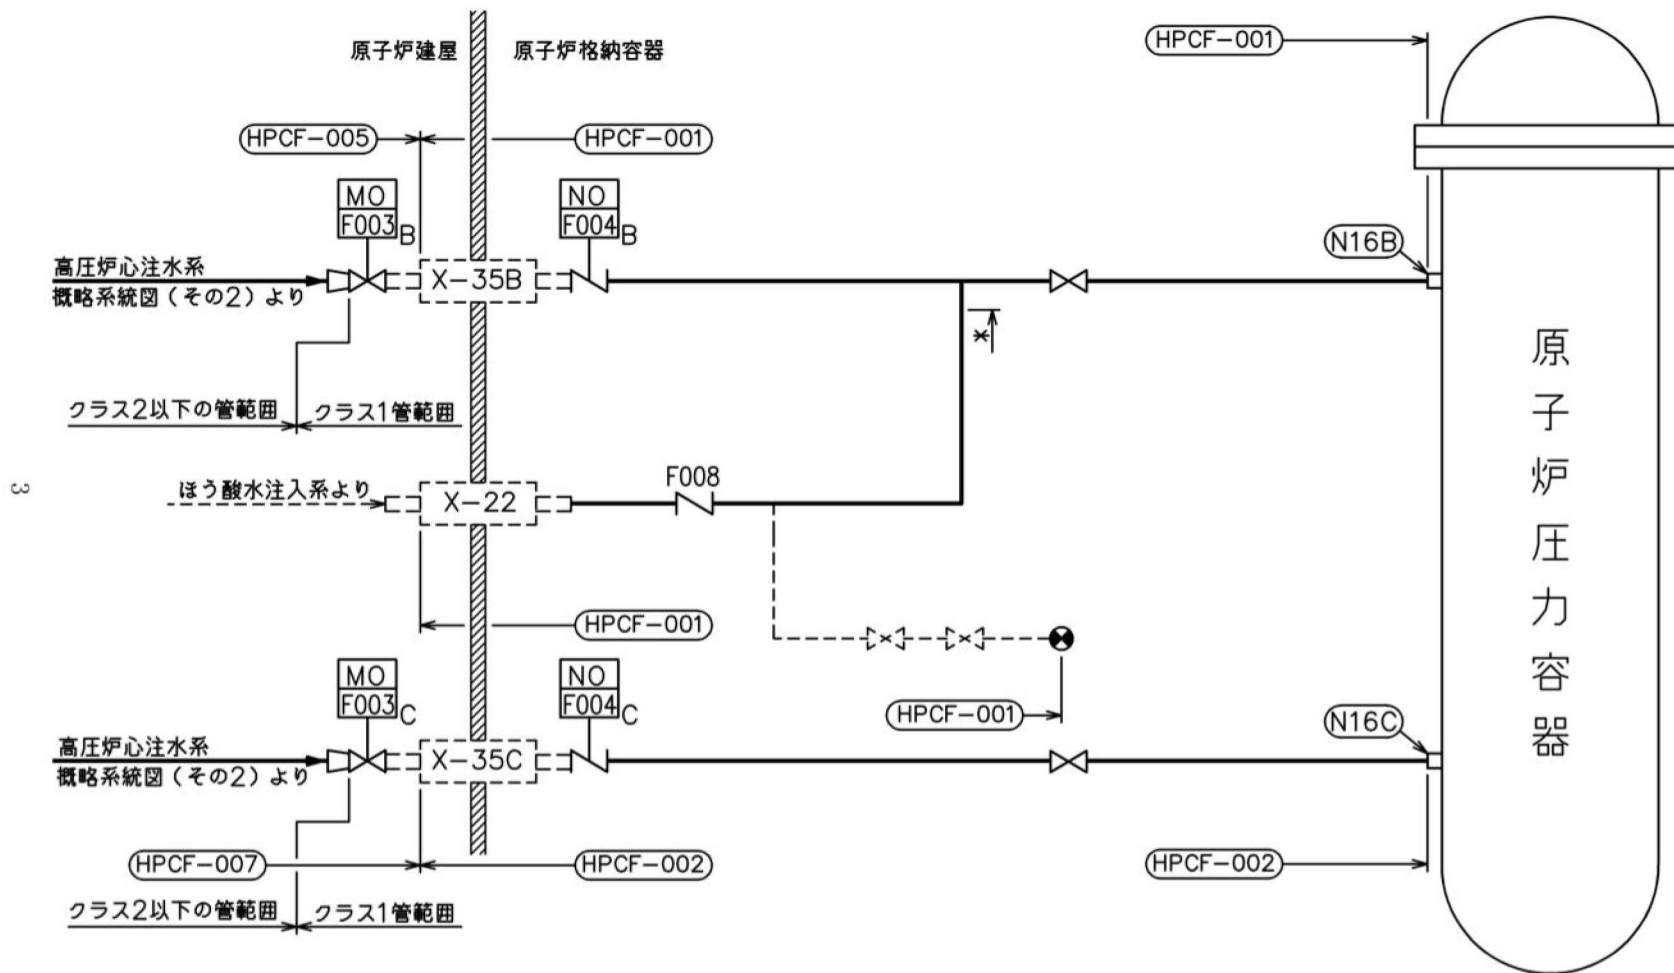 HPCF-001
原子炉建屋
原子炉格納容器
HPCF-005
HPCF-001
MO
F003
B
NO
F004
B
N16B
高圧炉心注水系
概略系統図(その2)より
X-35B
*
原子炉圧力容器
クラス2以下の管範囲
クラス1管範囲
F008
ほう酸水注入系より
X-22
3
HPCF-001
MO
F003
C
NO
F004
C
HPCF-001
N16C
高圧炉心注水系
概略系統図(その2)より
X-35C
HPCF-007
HPCF-002
HPCF-002
クラス2以下の管範囲
クラス1管範囲